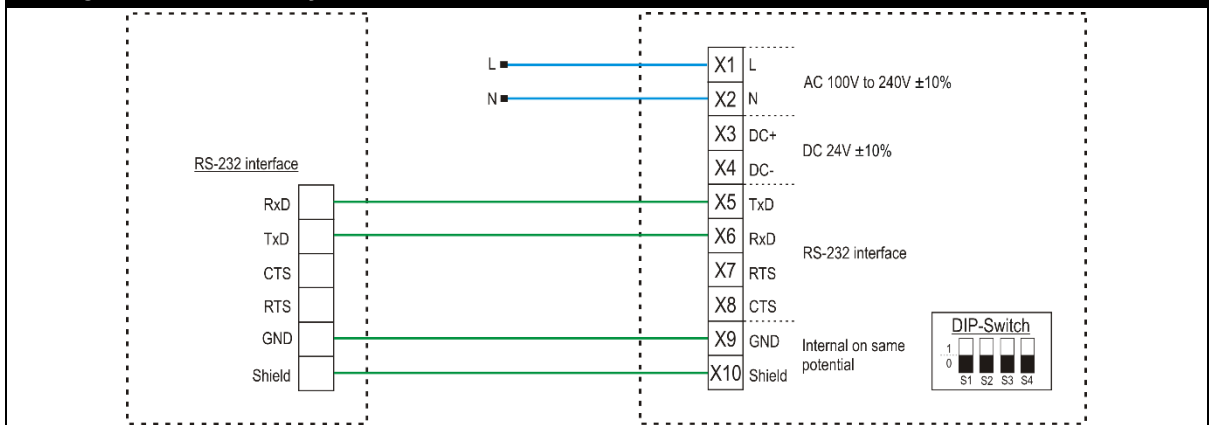 L
N
X1 L
X2 N
AC 100V to 240V ±10%
X3 DC+
X4 DC-
DC 24V ±10%
RS-232 interface
RxD
TxD
CTS
RTS
GND
Shield
X5 TxD
X6 RxD
X7 RTS
X8 CTS
RS-232 interface
X9 GND
X10 Shield
Internal on same
potential
DIP-Switch
1
0
S1 S2 S3 S4